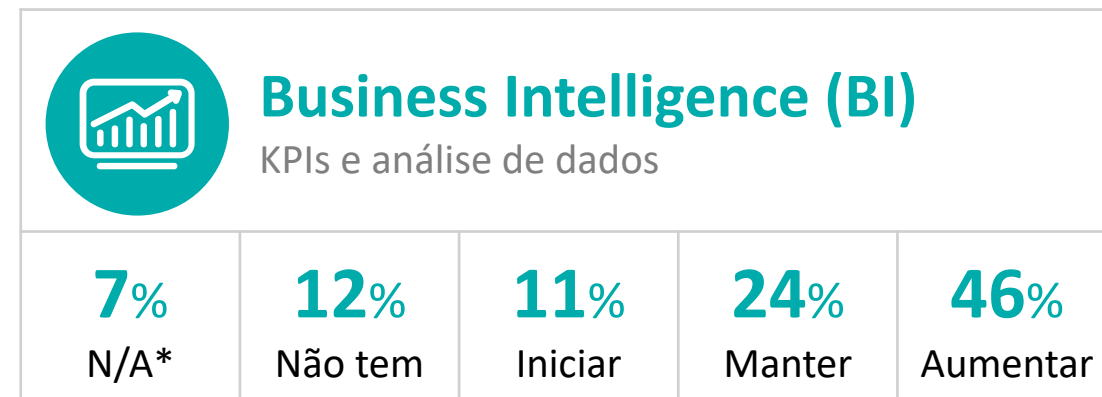 Business Intelligence (BI)
KPIs e análise de dados
7% 12% 11% 24% 46%
N/A* Não tem Iniciar Manter Aumentar